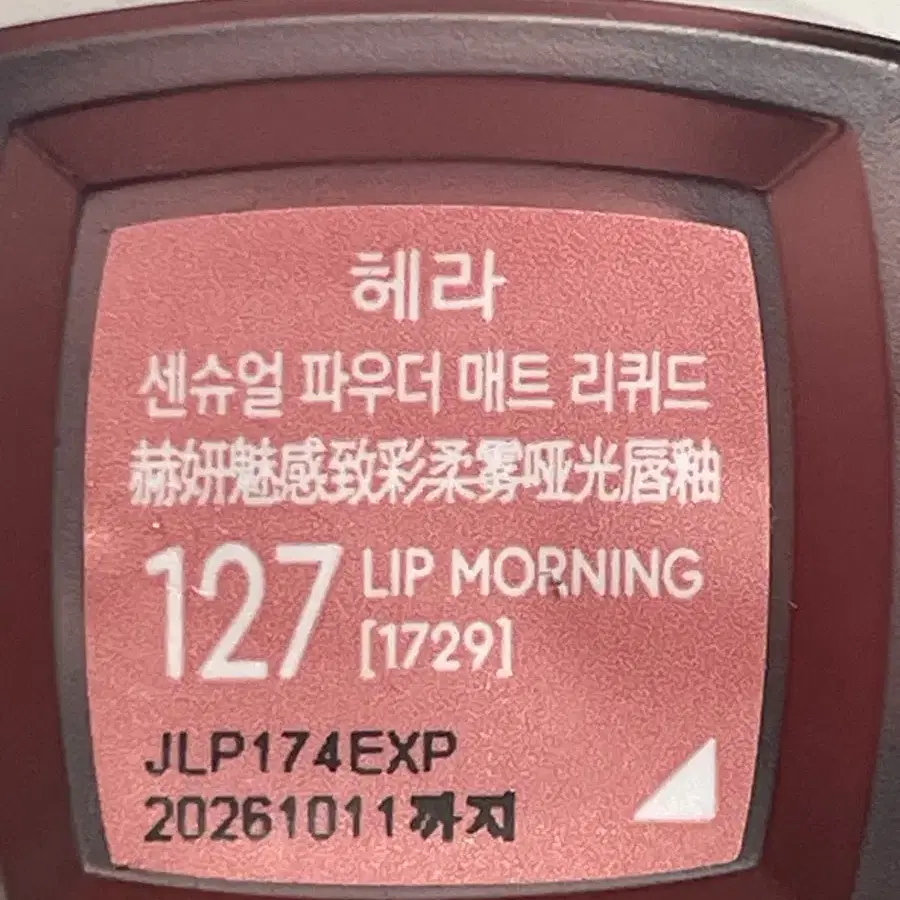 헤라
센슈얼 파우더 매트 리퀴드
赫妍魅感致彩柔雾哑光唇釉
127 LIP MORNING
[1729]
JLP174EXP
20261011까지